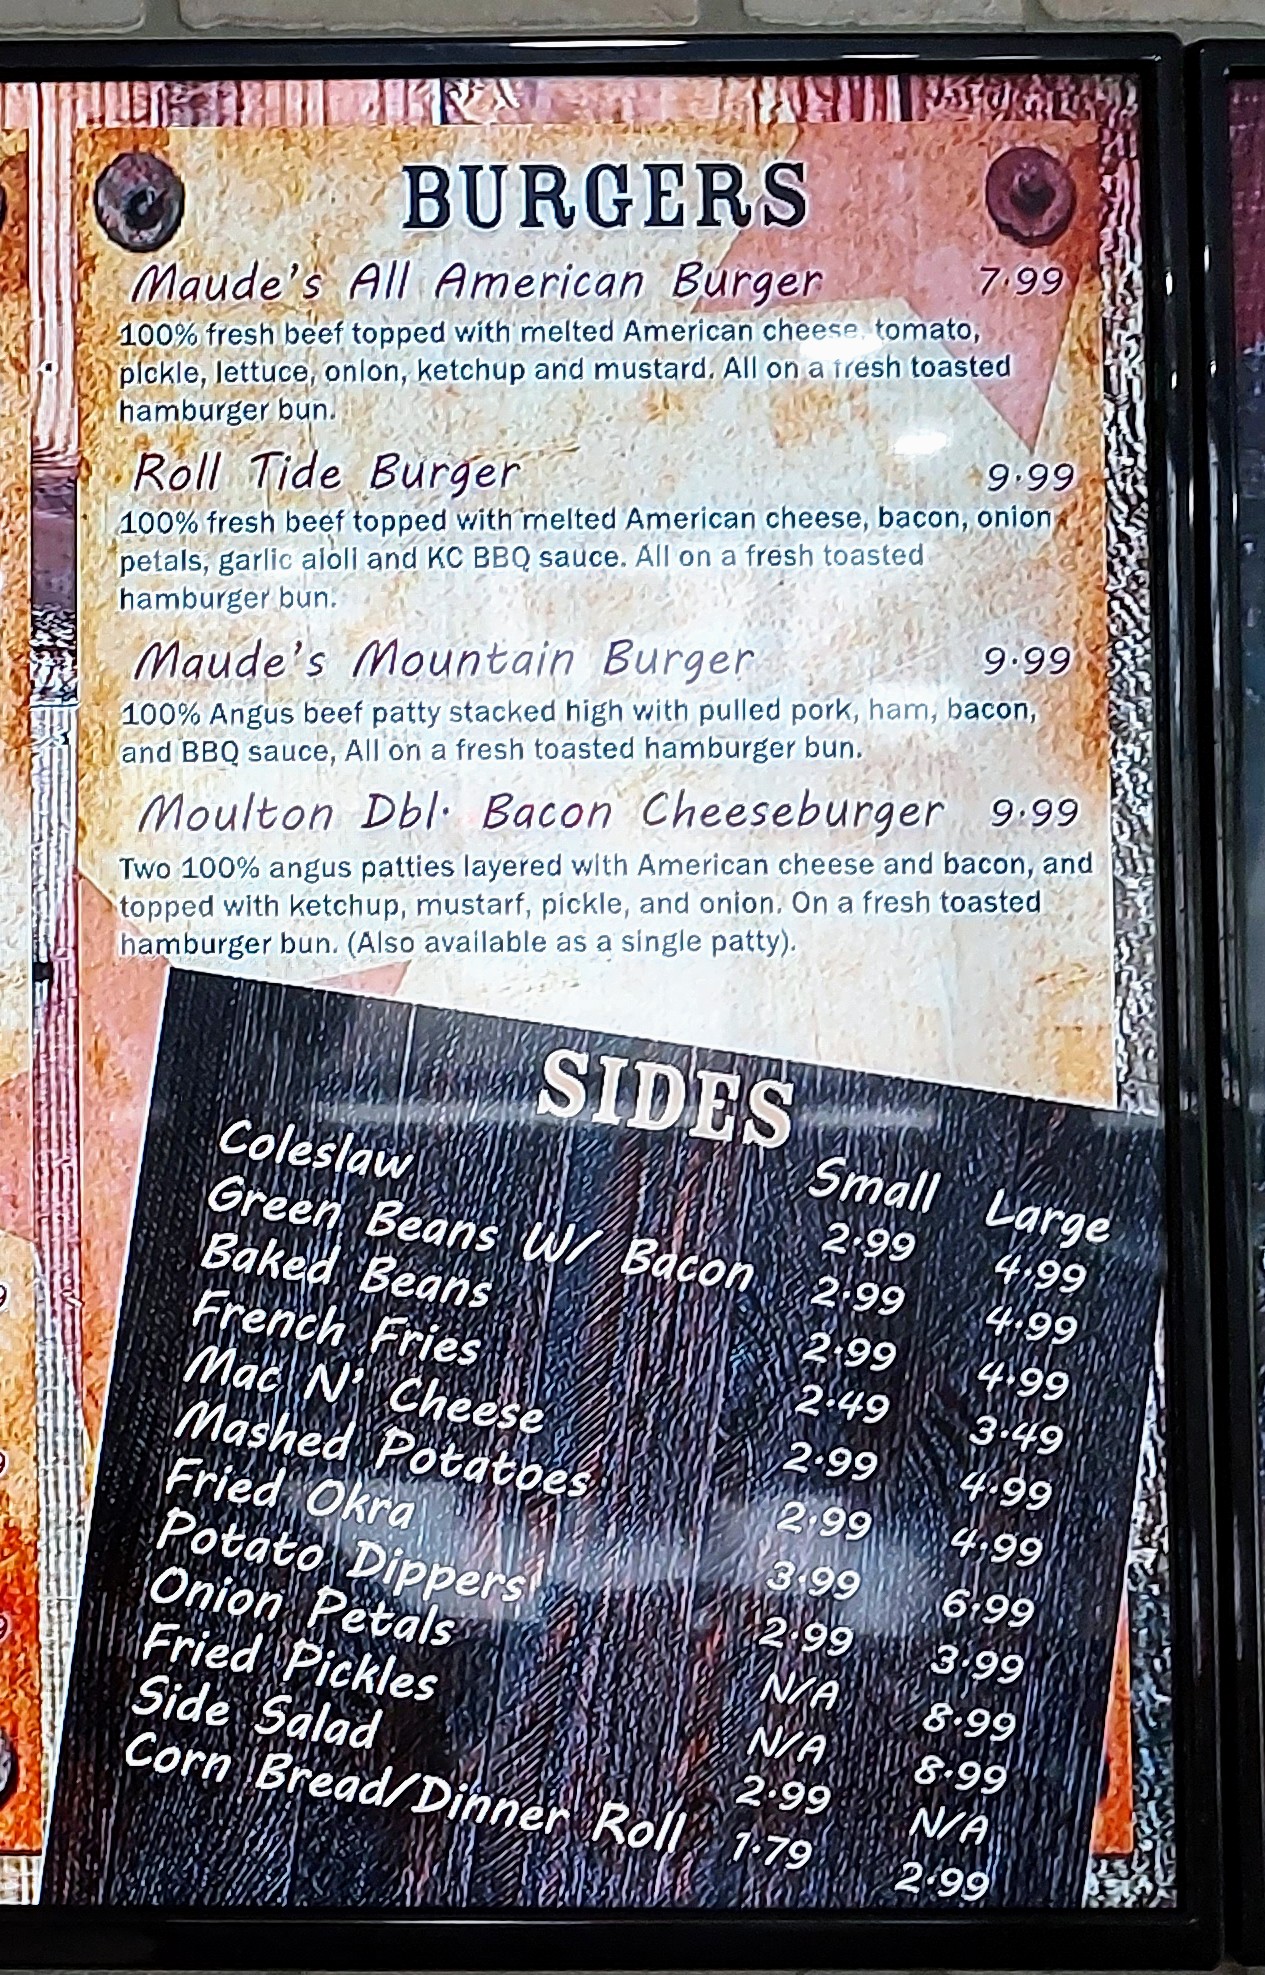 BURGERS
Maude's All American Burger 7.99
100% fresh beef topped with melted American cheese, tomato,
pickle, lettuce, onion, ketchup and mustard. All on a fresh toasted
hamburger bun.
Roll Tide Burger 9.99
100% fresh beef topped with melted American cheese, bacon, onion
petals, garlic aioli and KC BBQ sauce. All on a fresh toasted
hamburger bun.
Maude's Mountain Burger 9.99
100% Angus beef patty stacked high with pulled pork, ham, bacon,
and BBQ sauce, All on a fresh toasted hamburger bun.
Moulton Dbl. Bacon Cheeseburger 9.99
Two 100% angus patties layered with American cheese and bacon, and
topped with ketchup, mustarf, pickle, and onion. On a fresh toasted
hamburger bun. (Also available as a single patty).
SIDES
Small Large
Coleslaw 2.99 4.99
Green Beans W/ Bacon 2.99 4.99
Baked Beans 2.99 4.99
French Fries 2.49 3.49
Mac N' Cheese 2.99 4.99
Mashed Potatoes 2.99 4.99
Fried Okra 3.99 6.99
Potato Dippers 2.99 3.99
Onion Petals N/A 8.99
Fried Pickles N/A 8.99
Side Salad 2.99 N/A
Corn Bread/Dinner Roll 1.79 2.99